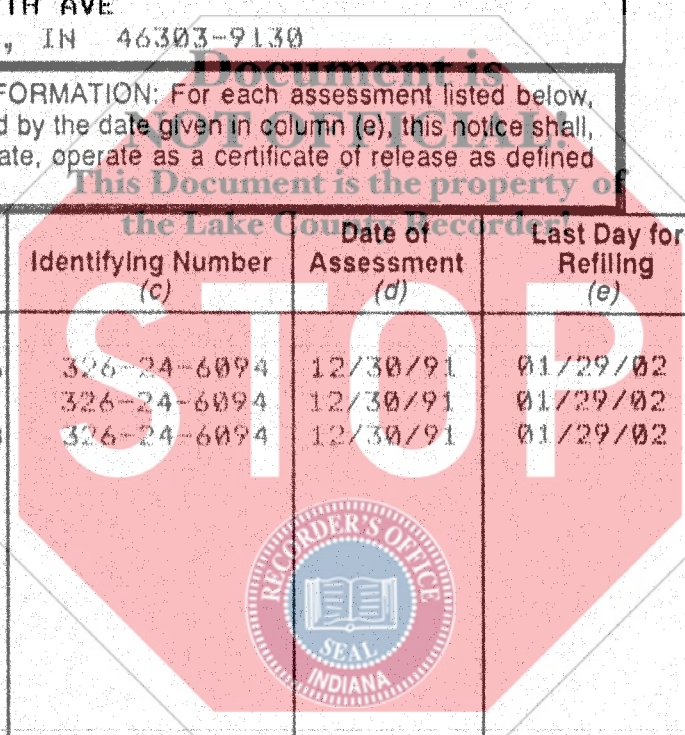 TH AVE
, IN 46303-9130
Document is
FORMATION: For each assessment listed below,
d by the date given in column (e), this notice shall,
NOT OFFICIAL!
ate, operate as a certificate of release as defined
This Document is the property of
the Lake County Recorder!
Identifying Number
(c)
Date of
Assessment
(d)
Last Day for
Refiling
(e)
326-24-6094 12/30/91 01/29/02
326-24-6094 12/30/91 01/29/02
326-24-6094 12/30/91 01/29/02
STOP
RECORDER'S OFFICE
SEAL
INDIANA